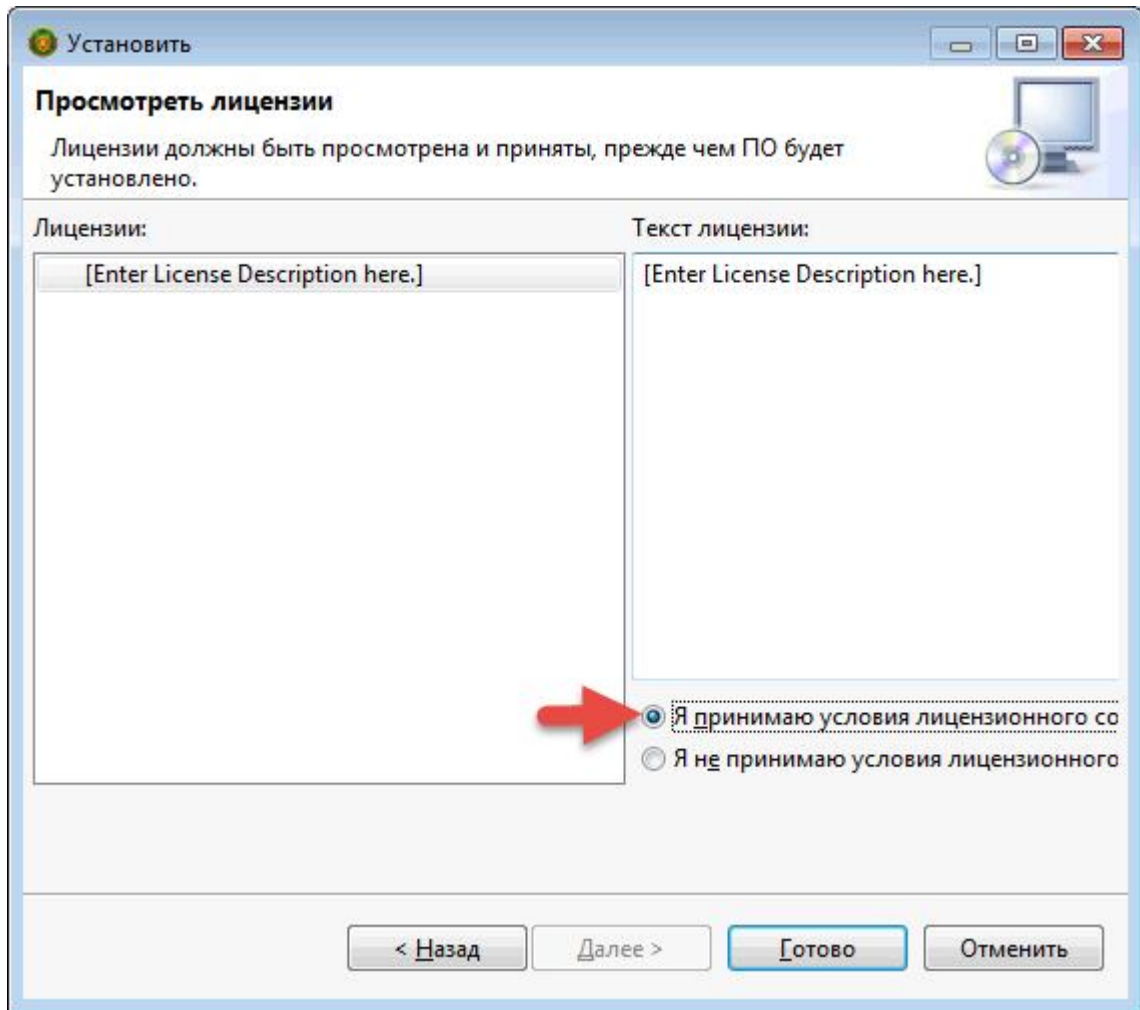 Установить
Просмотреть лицензии
Лицензии должны быть просмотрена и приняты, прежде чем ПО будет
установлено.
Лицензии:
Текст лицензии:
[Enter License Description here.]
[Enter License Description here.]
Я принимаю условия лицензионного со
Я не принимаю условия лицензионного
< Назад
Далее >
Готово
Отменить